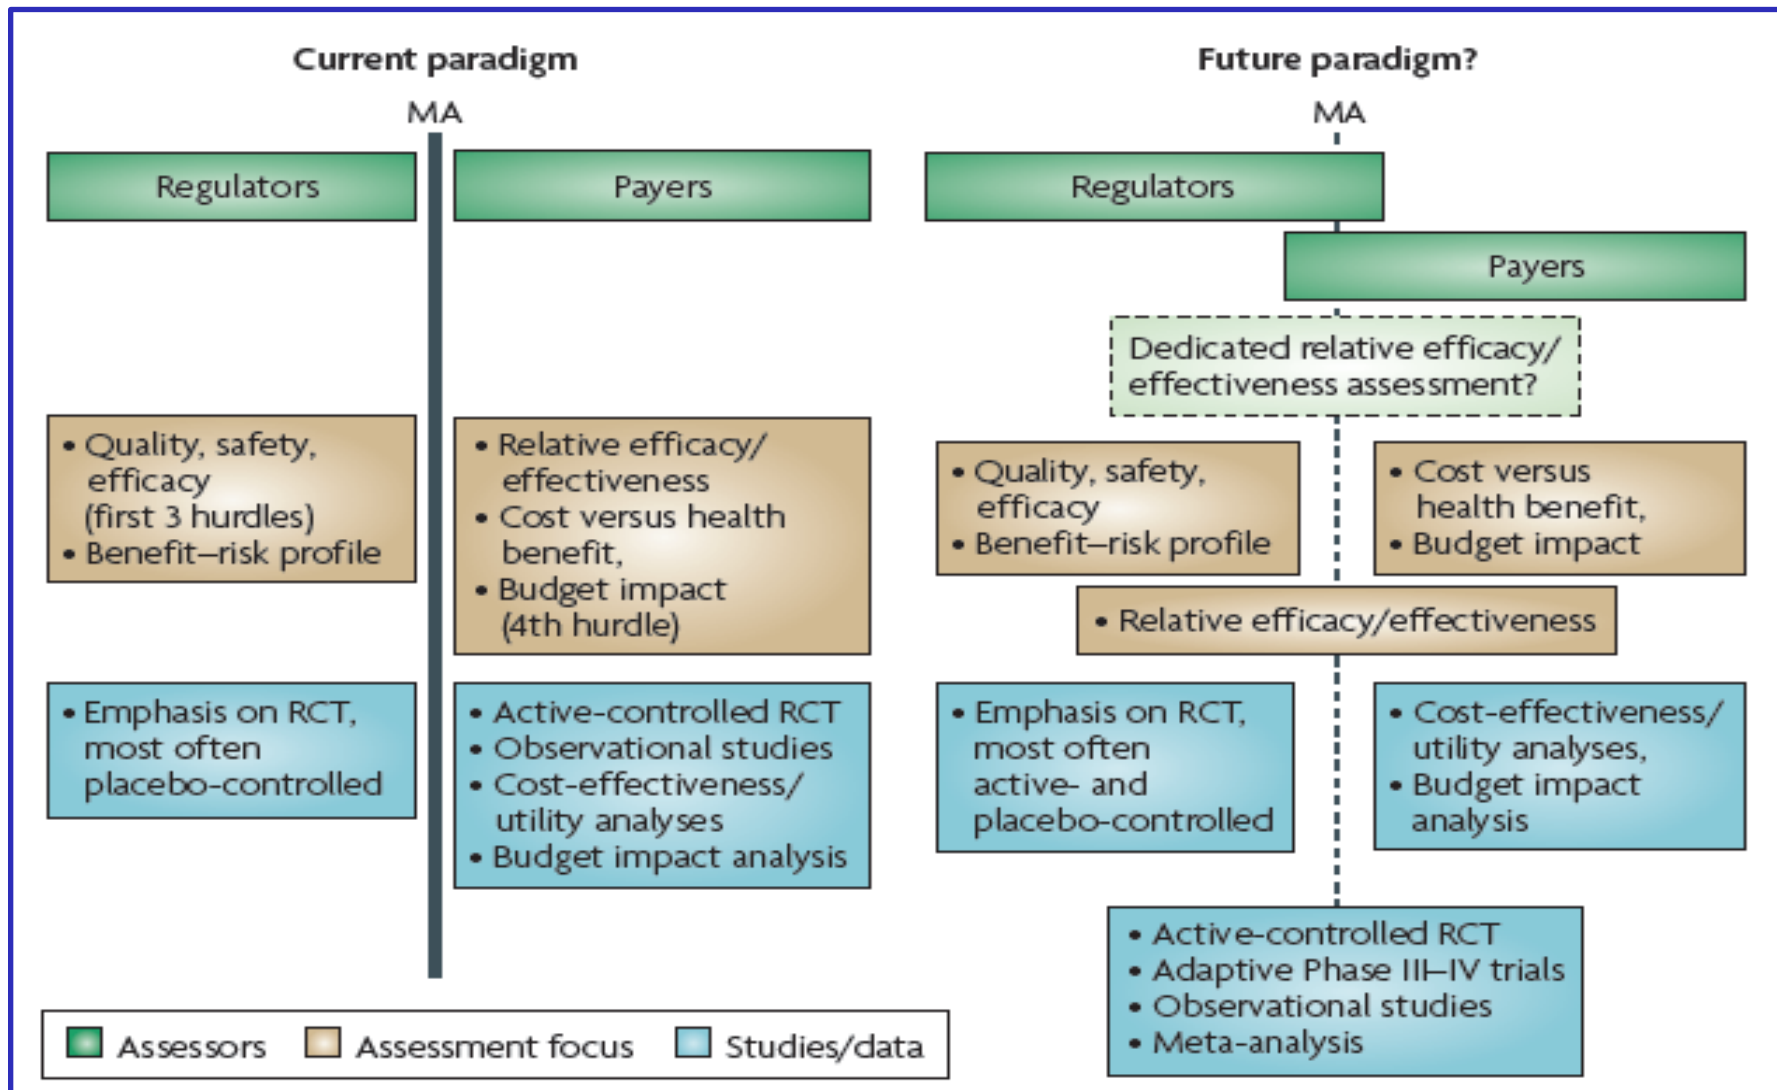 Current paradigm
MA
Regulators
Payers
• Quality, safety,
efficacy
(first 3 hurdles)
• Benefit–risk profile
• Relative efficacy/
effectiveness
• Cost versus health
benefit,
• Budget impact
(4th hurdle)
• Emphasis on RCT,
most often
placebo-controlled
• Active-controlled RCT
• Observational studies
• Cost-effectiveness/
utility analyses
• Budget impact analysis
Future paradigm?
MA
Regulators
Payers
Dedicated relative efficacy/
effectiveness assessment?
• Quality, safety,
efficacy
• Benefit–risk profile
• Cost versus
health benefit,
• Budget impact
• Relative efficacy/effectiveness
• Emphasis on RCT,
most often
active- and
placebo-controlled
• Cost-effectiveness/
utility analyses,
• Budget impact
analysis
• Active-controlled RCT
• Adaptive Phase III–IV trials
• Observational studies
• Meta-analysis
Assessors
Assessment focus
Studies/data